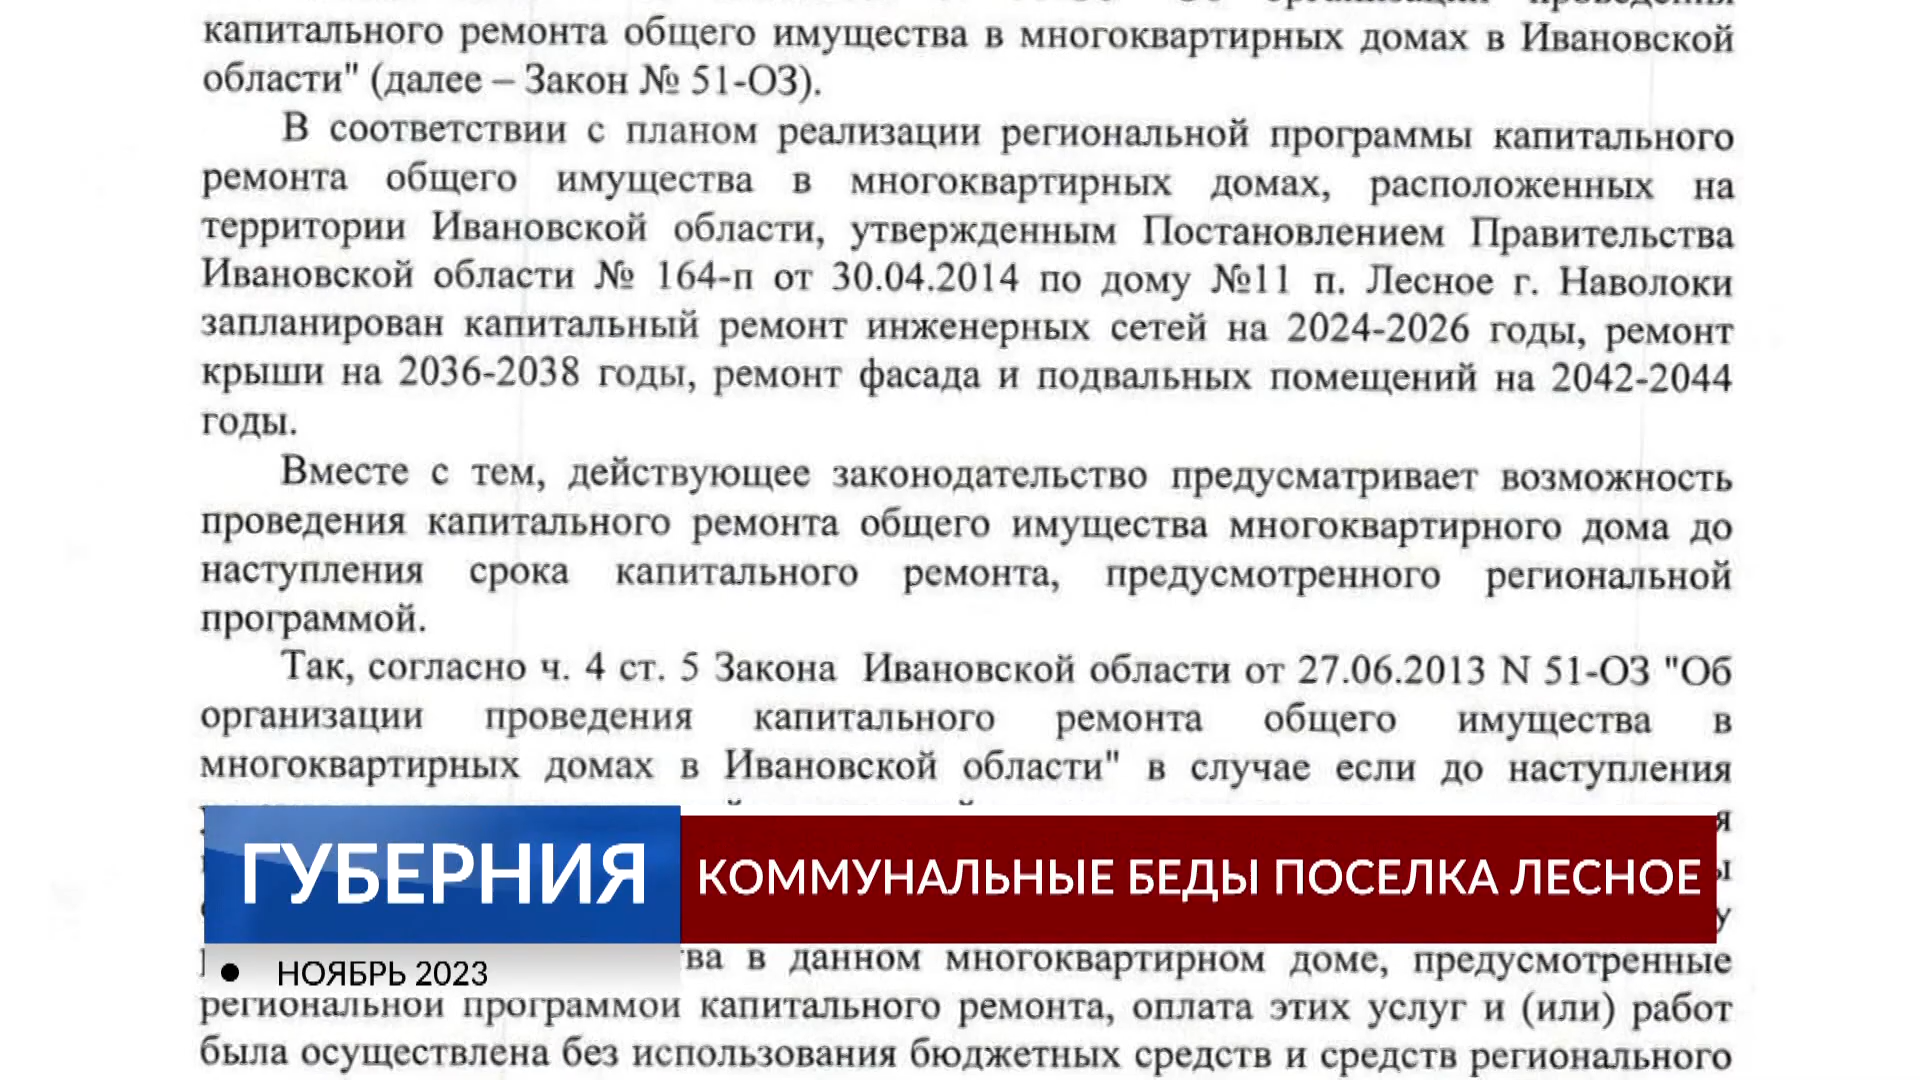 капитального ремонта общего имущества в многоквартирных домах в Ивановской
области" (далее – Закон № 51-ОЗ).
В соответствии с планом реализации региональной программы капитального
ремонта общего имущества в многоквартирных домах, расположенных на
территории Ивановской области, утвержденным Постановлением Правительства
Ивановской области № 164-п от 30.04.2014 по дому №11 п. Лесное г. Наволоки
запланирован капитальный ремонт инженерных сетей на 2024-2026 годы, ремонт
крыши на 2036-2038 годы, ремонт фасада и подвальных помещений на 2042-2044
годы.
Вместе с тем, действующее законодательство предусматривает возможность
проведения капитального ремонта общего имущества многоквартирного дома до
наступления срока капитального ремонта, предусмотренного региональной
программой.
Так, согласно ч. 4 ст. 5 Закона Ивановской области от 27.06.2013 N 51-ОЗ "Об
организации проведения капитального ремонта общего имущества в
многоквартирных домах в Ивановской области" в случае если до наступления
ГУБЕРНИЯ
КОММУНАЛЬНЫЕ БЕДЫ ПОСЕЛКА ЛЕСНОЕ
НОЯБРЬ 2023
в данном многоквартирном доме, предусмотренные
региональной программой капитального ремонта, оплата этих услуг и (или) работ
была осуществлена без использования бюджетных средств и средств регионального